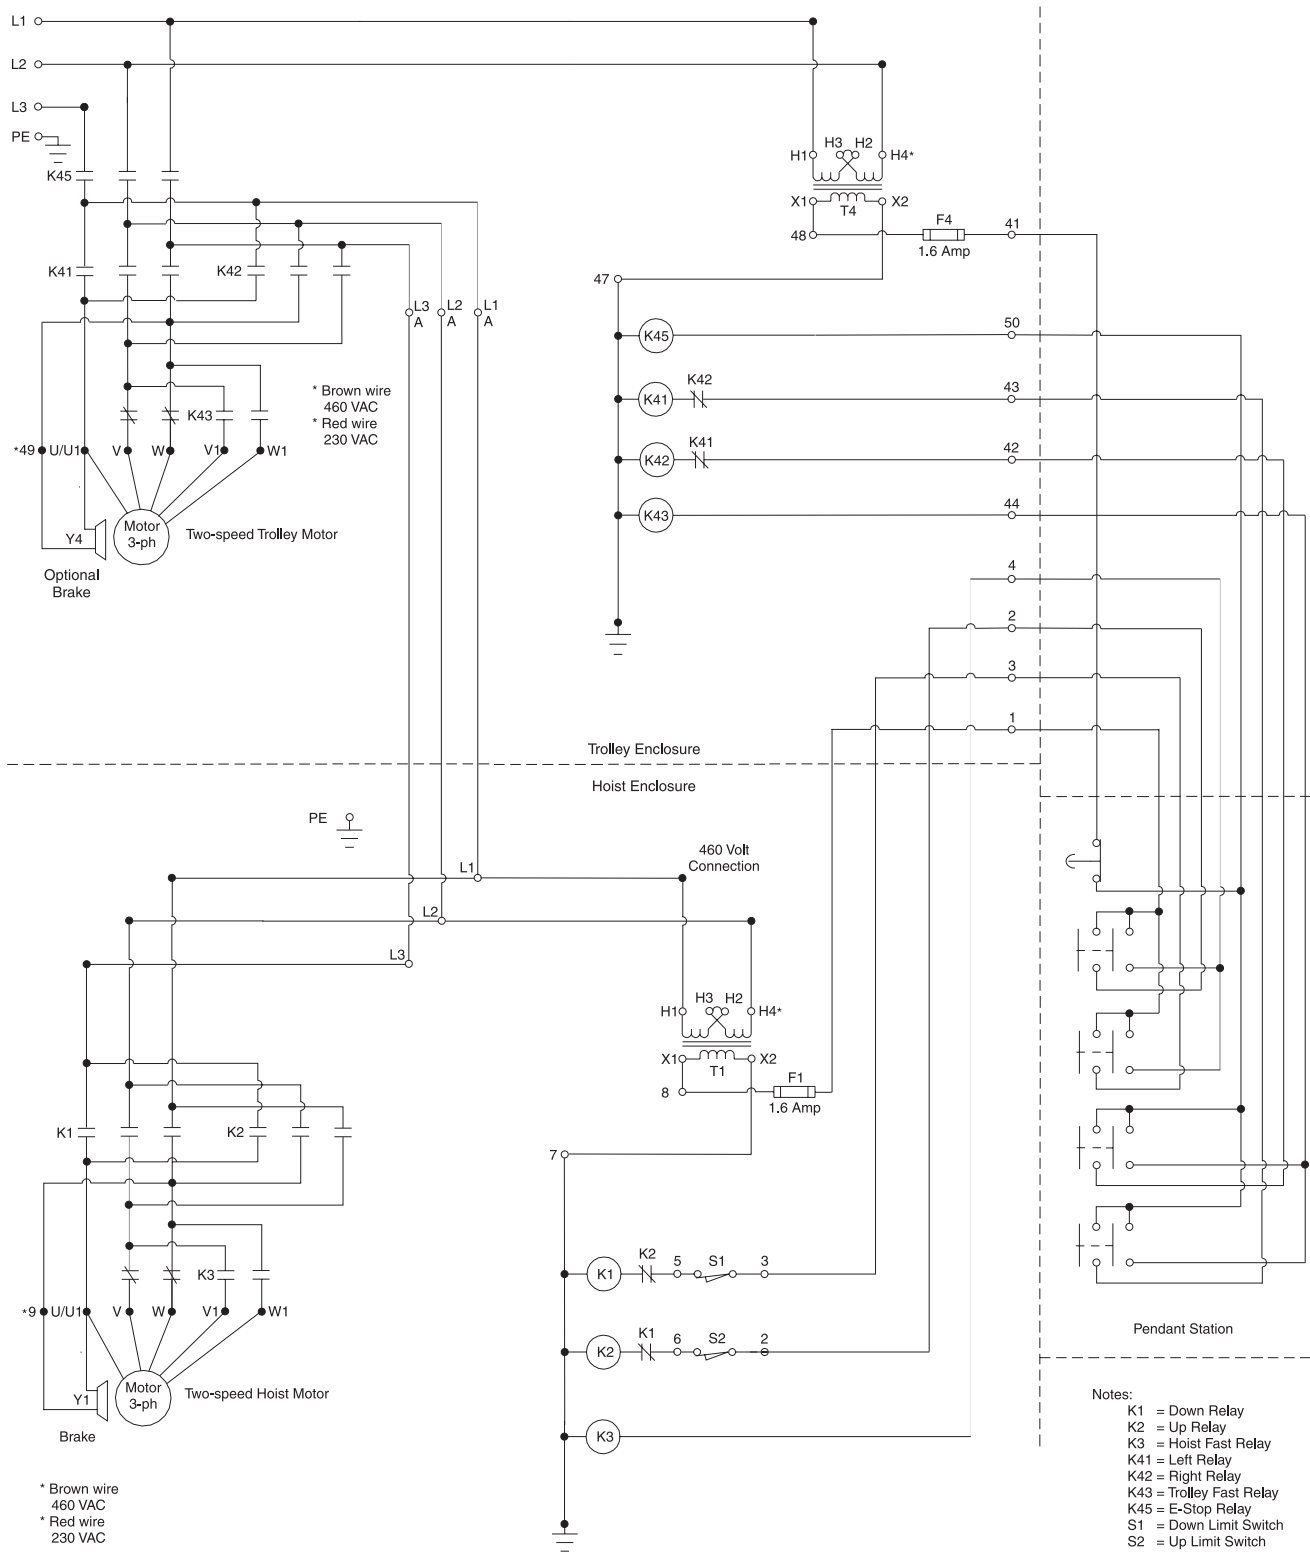 L1
L2
L3
PE
H1 H3 H2 H4*
K45
X1 X2
T4
F4
41
48
1.6 Amp
K41 K42
47
L3 L2 L1
A A A
50
K45
* Brown wire
460 VAC
* Red wire
230 VAC
K42
43
K41
K43
*49 U/U1 V W V1 W1
K41
42
K42
44
K43
Motor
3-ph
Two-speed Trolley Motor
Y4
Optional
Brake
4
2
3
1
Trolley Enclosure
Hoist Enclosure
PE
460 Volt
Connection
L1
L2
L3
H1 H3 H2 H4*
X1 X2
T1
F1
8
1.6 Amp
K1 K2
7
K2 5 S1 3
K1
K3
*9 U/U1 V W V1 W1
K1 6 S2 2
K2
Pendant Station
Motor
3-ph
Two-speed Hoist Motor
Y1
Brake
K3
* Brown wire
460 VAC
* Red wire
230 VAC
Notes:
K1 = Down Relay
K2 = Up Relay
K3 = Hoist Fast Relay
K41 = Left Relay
K42 = Right Relay
K43 = Trolley Fast Relay
K45 = E-Stop Relay
S1 = Down Limit Switch
S2 = Up Limit Switch